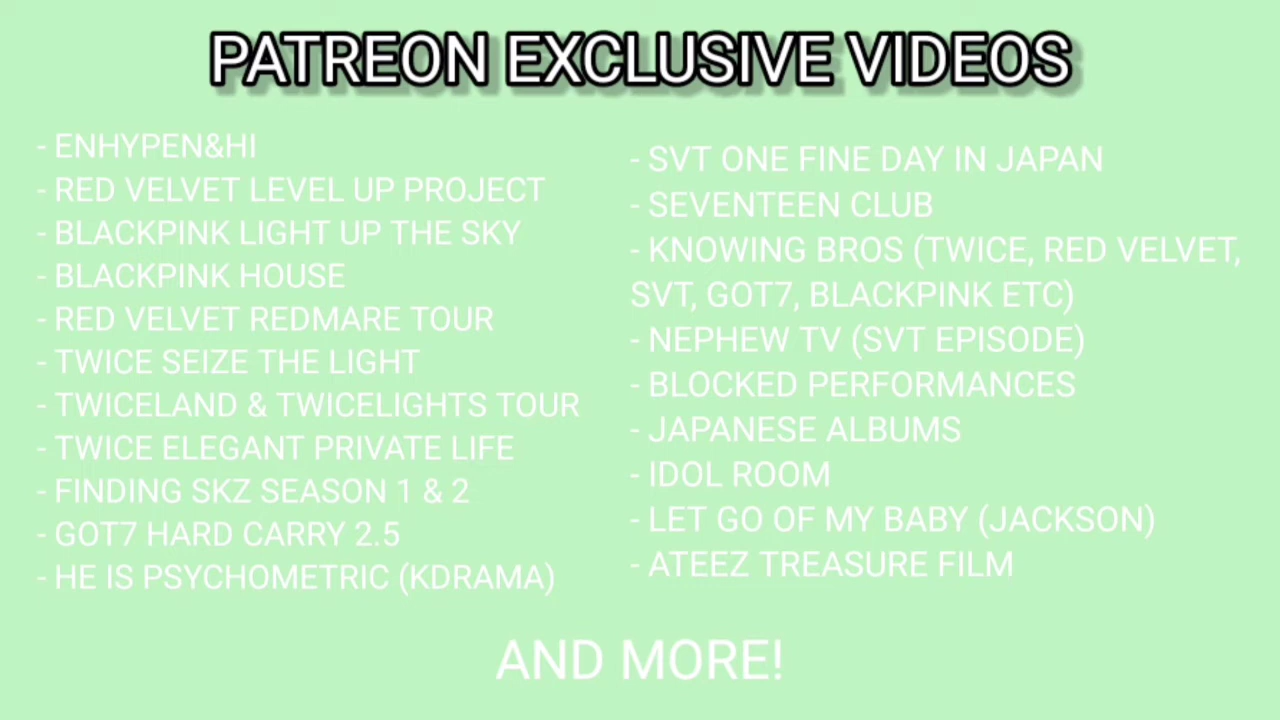 PATREON EXCLUSIVE VIDEOS
- ENHYPEN&HI
- RED VELVET LEVEL UP PROJECT
- BLACKPINK LIGHT UP THE SKY
- BLACKPINK HOUSE
- RED VELVET REDMARE TOUR
- TWICE SEIZE THE LIGHT
- TWICELAND & TWICELIGHTS TOUR
- TWICE ELEGANT PRIVATE LIFE
- FINDING SKZ SEASON 1 & 2
- GOT7 HARD CARRY 2.5
- HE IS PSYCHOMETRIC (KDRAMA)
- SVT ONE FINE DAY IN JAPAN
- SEVENTEEN CLUB
- KNOWING BROS (TWICE, RED VELVET,
SVT, GOT7, BLACKPINK ETC)
- NEPHEW TV (SVT EPISODE)
- BLOCKED PERFORMANCES
- JAPANESE ALBUMS
- IDOL ROOM
- LET GO OF MY BABY (JACKSON)
- ATEEZ TREASURE FILM
AND MORE!